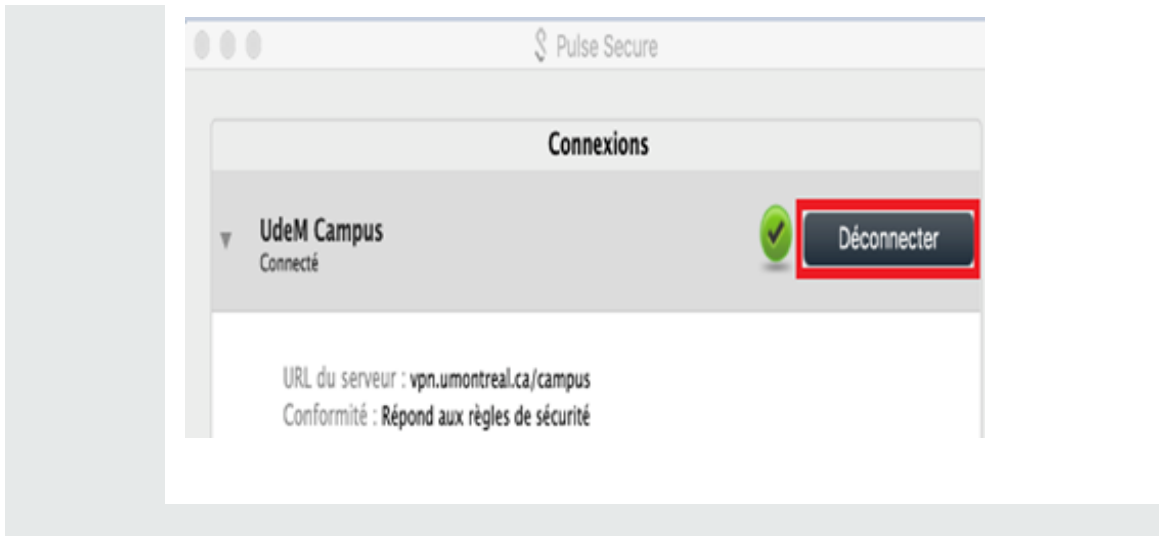 Pulse Secure
Connexions
UdeM Campus
Connecté
Déconnecter
URL du serveur : vpn.umontreal.ca/campus
Conformité : Répond aux règles de sécurité